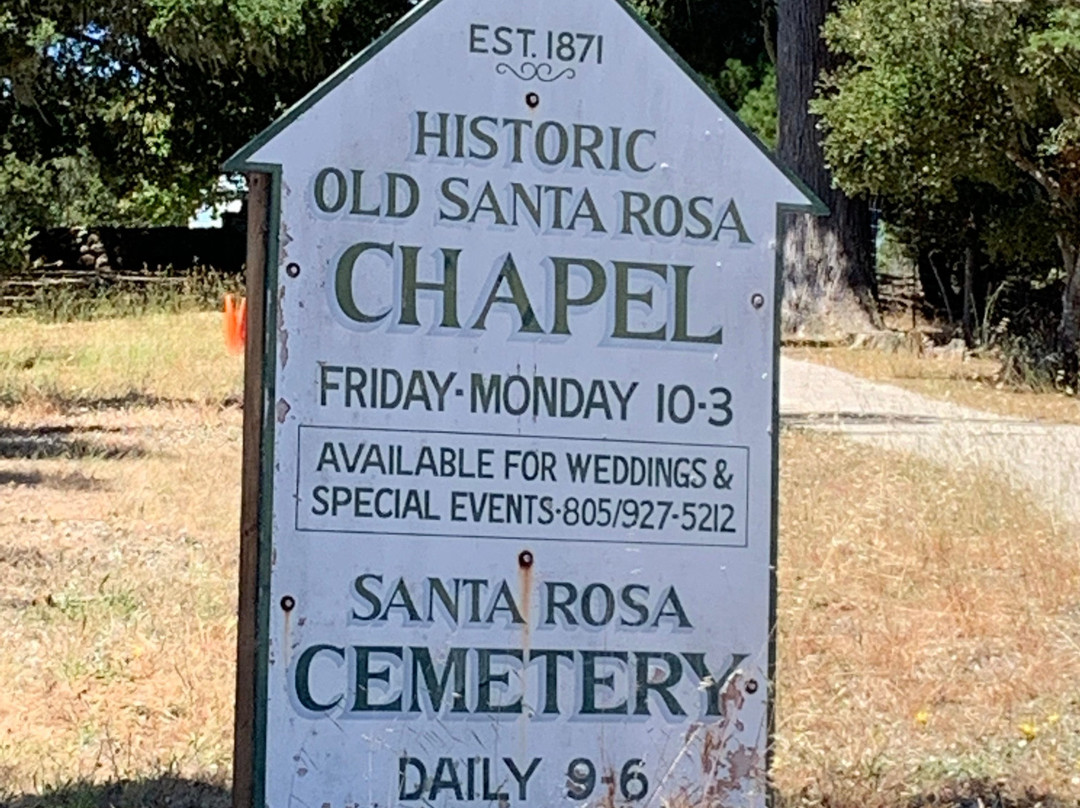 EST. 1871
HISTORIC
OLD SANTA ROSA
CHAPEL
FRIDAY-MONDAY 10-3
AVAILABLE FOR WEDDINGS &
SPECIAL EVENTS·805/927-5212
SANTA ROSA
CEMETERY
DAILY 9-6